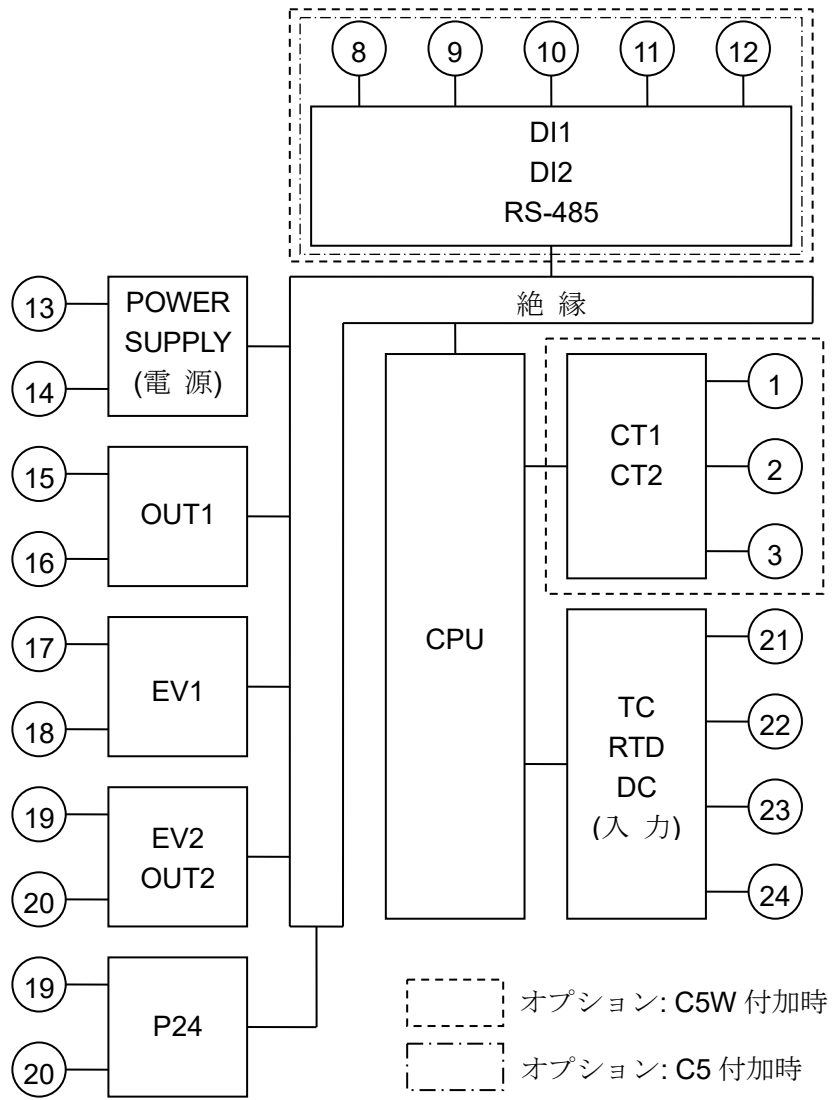 8 9 10 11 12
DI1
DI2
RS-485
絶 縁
13
14
POWER
SUPPLY
(電 源)
15
16
OUT1
17
18
EV1
19
20
EV2
OUT2
19
20
P24
CPU
CT1
CT2
1
2
3
TC
RTD
DC
(入 力)
21
22
23
24
オプション: C5W 付加時
オプション: C5 付加時